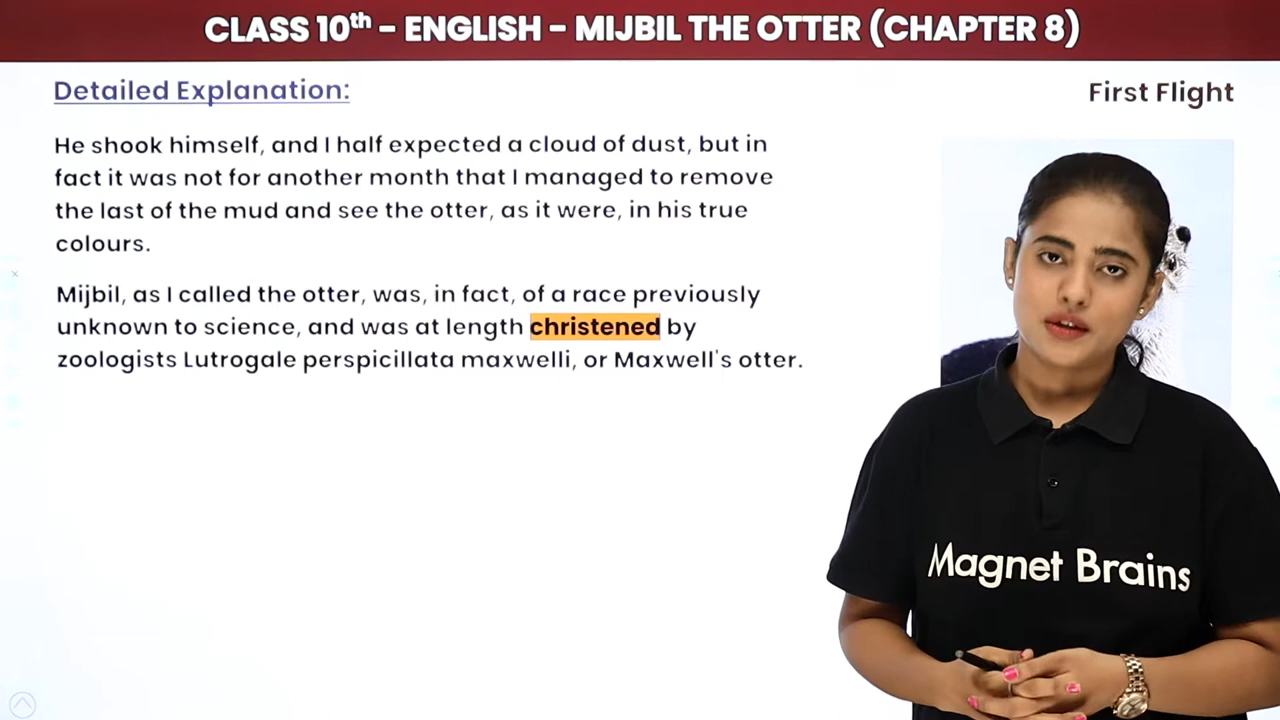 CLASS 10th - ENGLISH - MIJBIL THE OTTER (CHAPTER 8)
Detailed Explanation:
First Flight
He shook himself, and I half expected a cloud of dust, but in
fact it was not for another month that I managed to remove
the last of the mud and see the otter, as it were, in his true
colours.
Mijbil, as I called the otter, was, in fact, of a race previously
unknown to science, and was at length christened by
zoologists Lutrogale perspicillata maxwelli, or Maxwell's otter.
Magnet Brains